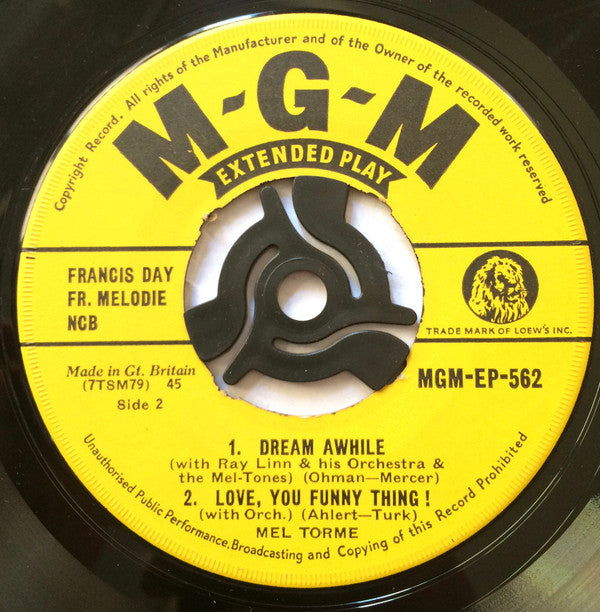 Copyright Record. All rights of the Manufacturer and of the Owner of the recorded work reserved
M-G-M
EXTENDED PLAY
FRANCIS DAY
FR. MELODIE
NCB
TRADE MARK OF LOEW'S INC.
Made in Gt. Britain
(7TSM79) 45
Side 2
MGM-EP-562
1. DREAM AWHILE
(with Ray Linn & his Orchestra &
the Mel-Tones) (Ohman-Mercer)
2. LOVE, YOU FUNNY THING!
(with Orch.) (Ahlert-Turk)
MEL TORME
Unauthorised Public Performance, Broadcasting and Copying of this Record Prohibited